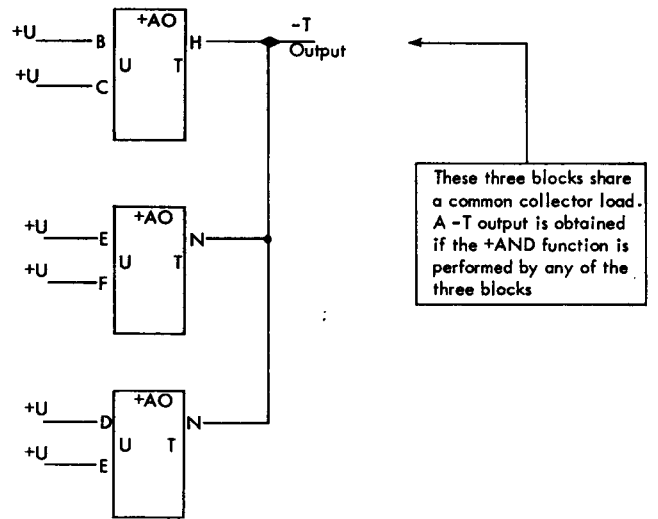 +AO
-T
+U
B
H
Output
U
T
+U
C
These three blocks share
a common collector load.
A -T output is obtained
if the +AND function is
performed by any of the
three blocks
+AO
+U
E
N
U
T
+U
F
+AO
+U
D
N
U
T
+U
E